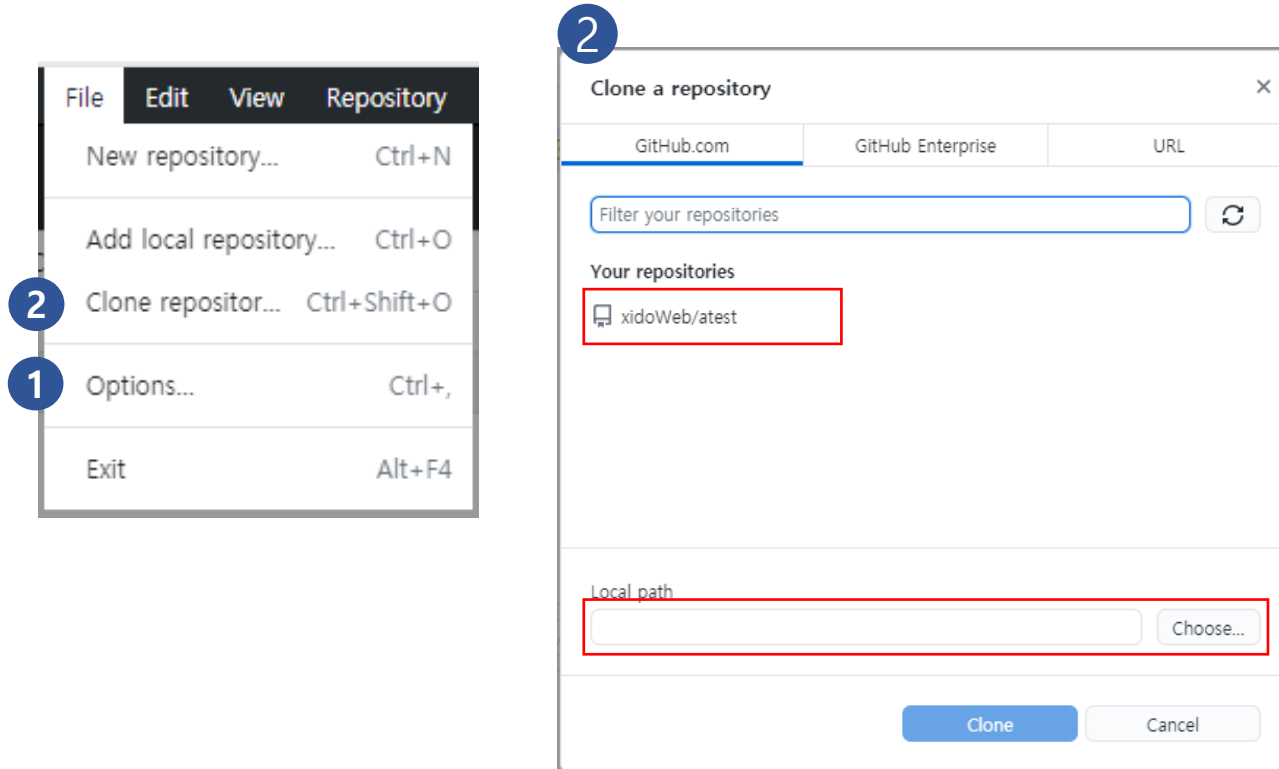 File Edit View Repository
New repository... Ctrl+N
Add local repository... Ctrl+O
2 Clone repositor... Ctrl+Shift+O
1 Options... Ctrl+,
Exit Alt+F4
2
Clone a repository
GitHub.com GitHub Enterprise URL
Filter your repositories
Your repositories
xidoWeb/atest
Local path
Choose...
Clone Cancel